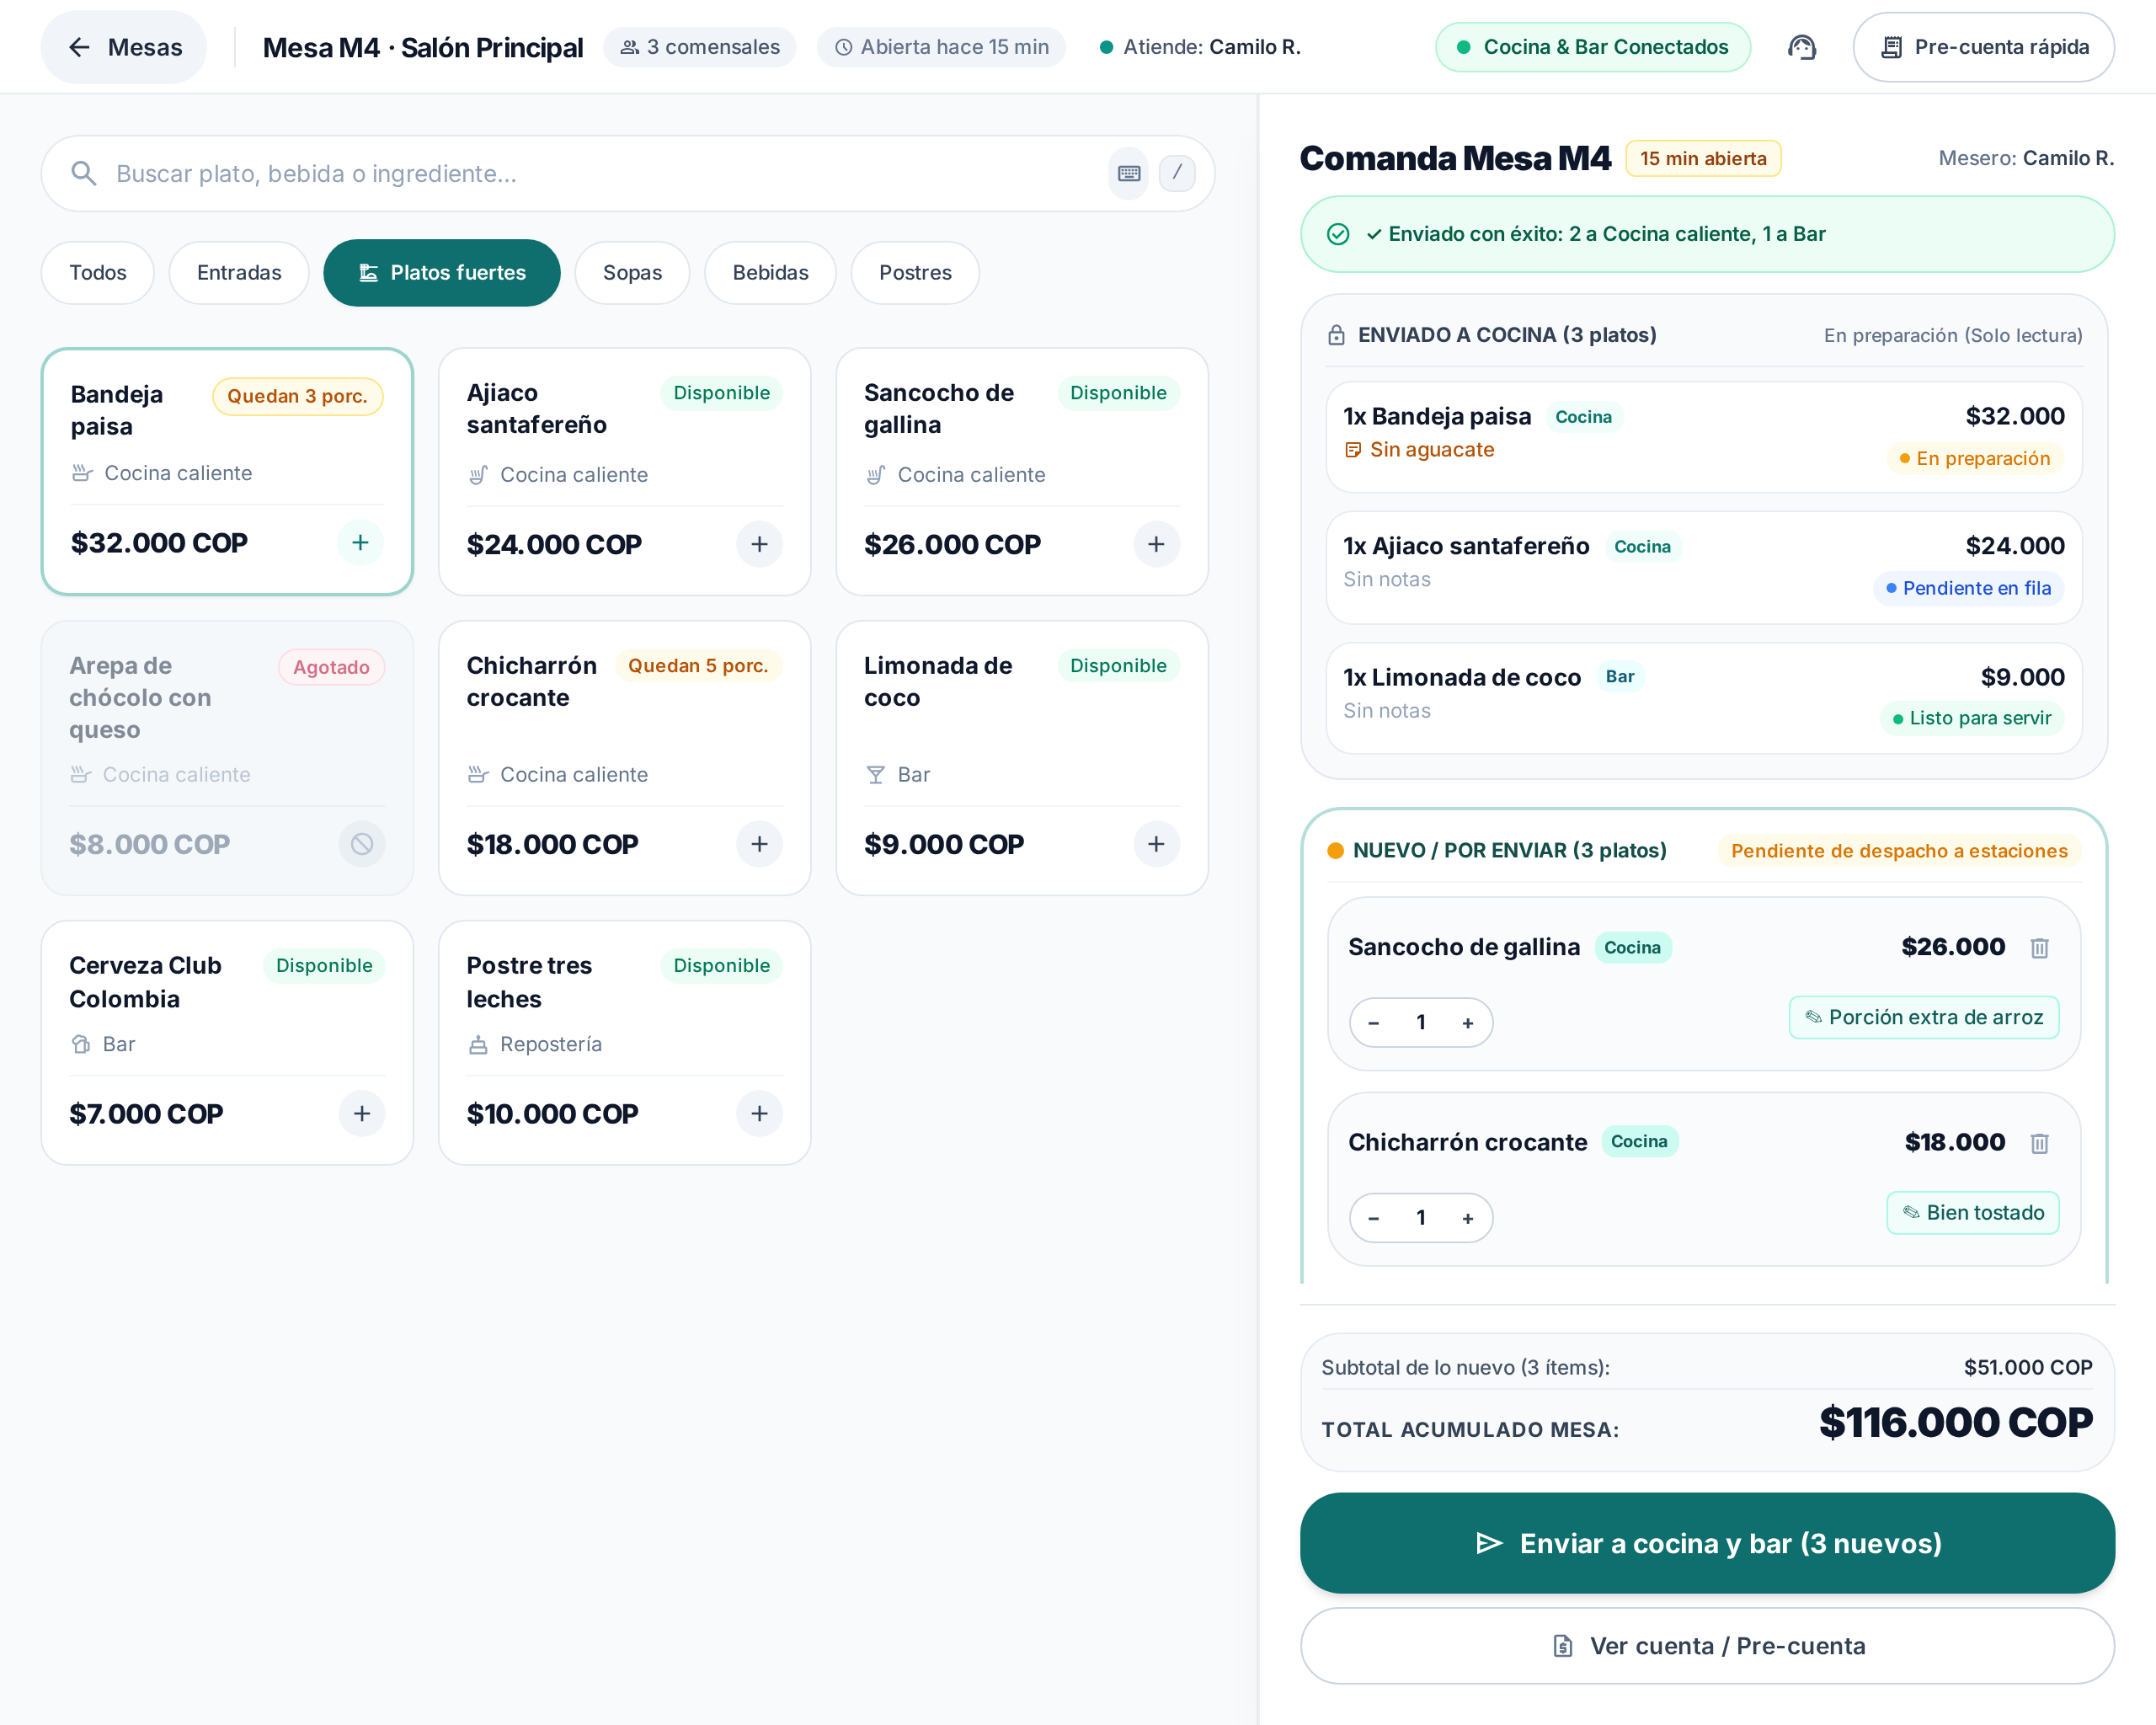 Mesas
Mesa M4 · Salón Principal
3 comensales
Abierta hace 15 min
Atiende: Camilo R.
Cocina & Bar Conectados
Pre-cuenta rápida
Buscar plato, bebida o ingrediente...
/
Todos
Entradas
Platos fuertes
Sopas
Bebidas
Postres
Bandeja
paisa
Quedan 3 porc.
Cocina caliente
$32.000 COP
+
Ajiaco
santafereño
Disponible
Cocina caliente
$24.000 COP
+
Sancocho de
gallina
Disponible
Cocina caliente
$26.000 COP
+
Arepa de
chócolo con
queso
Agotado
Cocina caliente
$8.000 COP
Chicharrón
crocante
Quedan 5 porc.
Cocina caliente
$18.000 COP
+
Limonada de
coco
Disponible
Bar
$9.000 COP
+
Cerveza Club
Colombia
Disponible
Bar
$7.000 COP
+
Postre tres
leches
Disponible
Repostería
$10.000 COP
+
Comanda Mesa M4
15 min abierta
Mesero: Camilo R.
✓ Enviado con éxito: 2 a Cocina caliente, 1 a Bar
ENVIADO A COCINA (3 platos)
En preparación (Solo lectura)
1x Bandeja paisa
Cocina
$32.000
Sin aguacate
En preparación
1x Ajiaco santafereño
Cocina
$24.000
Sin notas
Pendiente en fila
1x Limonada de coco
Bar
$9.000
Sin notas
Listo para servir
NUEVO / POR ENVIAR (3 platos)
Pendiente de despacho a estaciones
Sancocho de gallina
Cocina
$26.000
− 1 +
✎ Porción extra de arroz
Chicharrón crocante
Cocina
$18.000
− 1 +
✎ Bien tostado
Subtotal de lo nuevo (3 ítems):
$51.000 COP
TOTAL ACUMULADO MESA:
$116.000 COP
Enviar a cocina y bar (3 nuevos)
Ver cuenta / Pre-cuenta